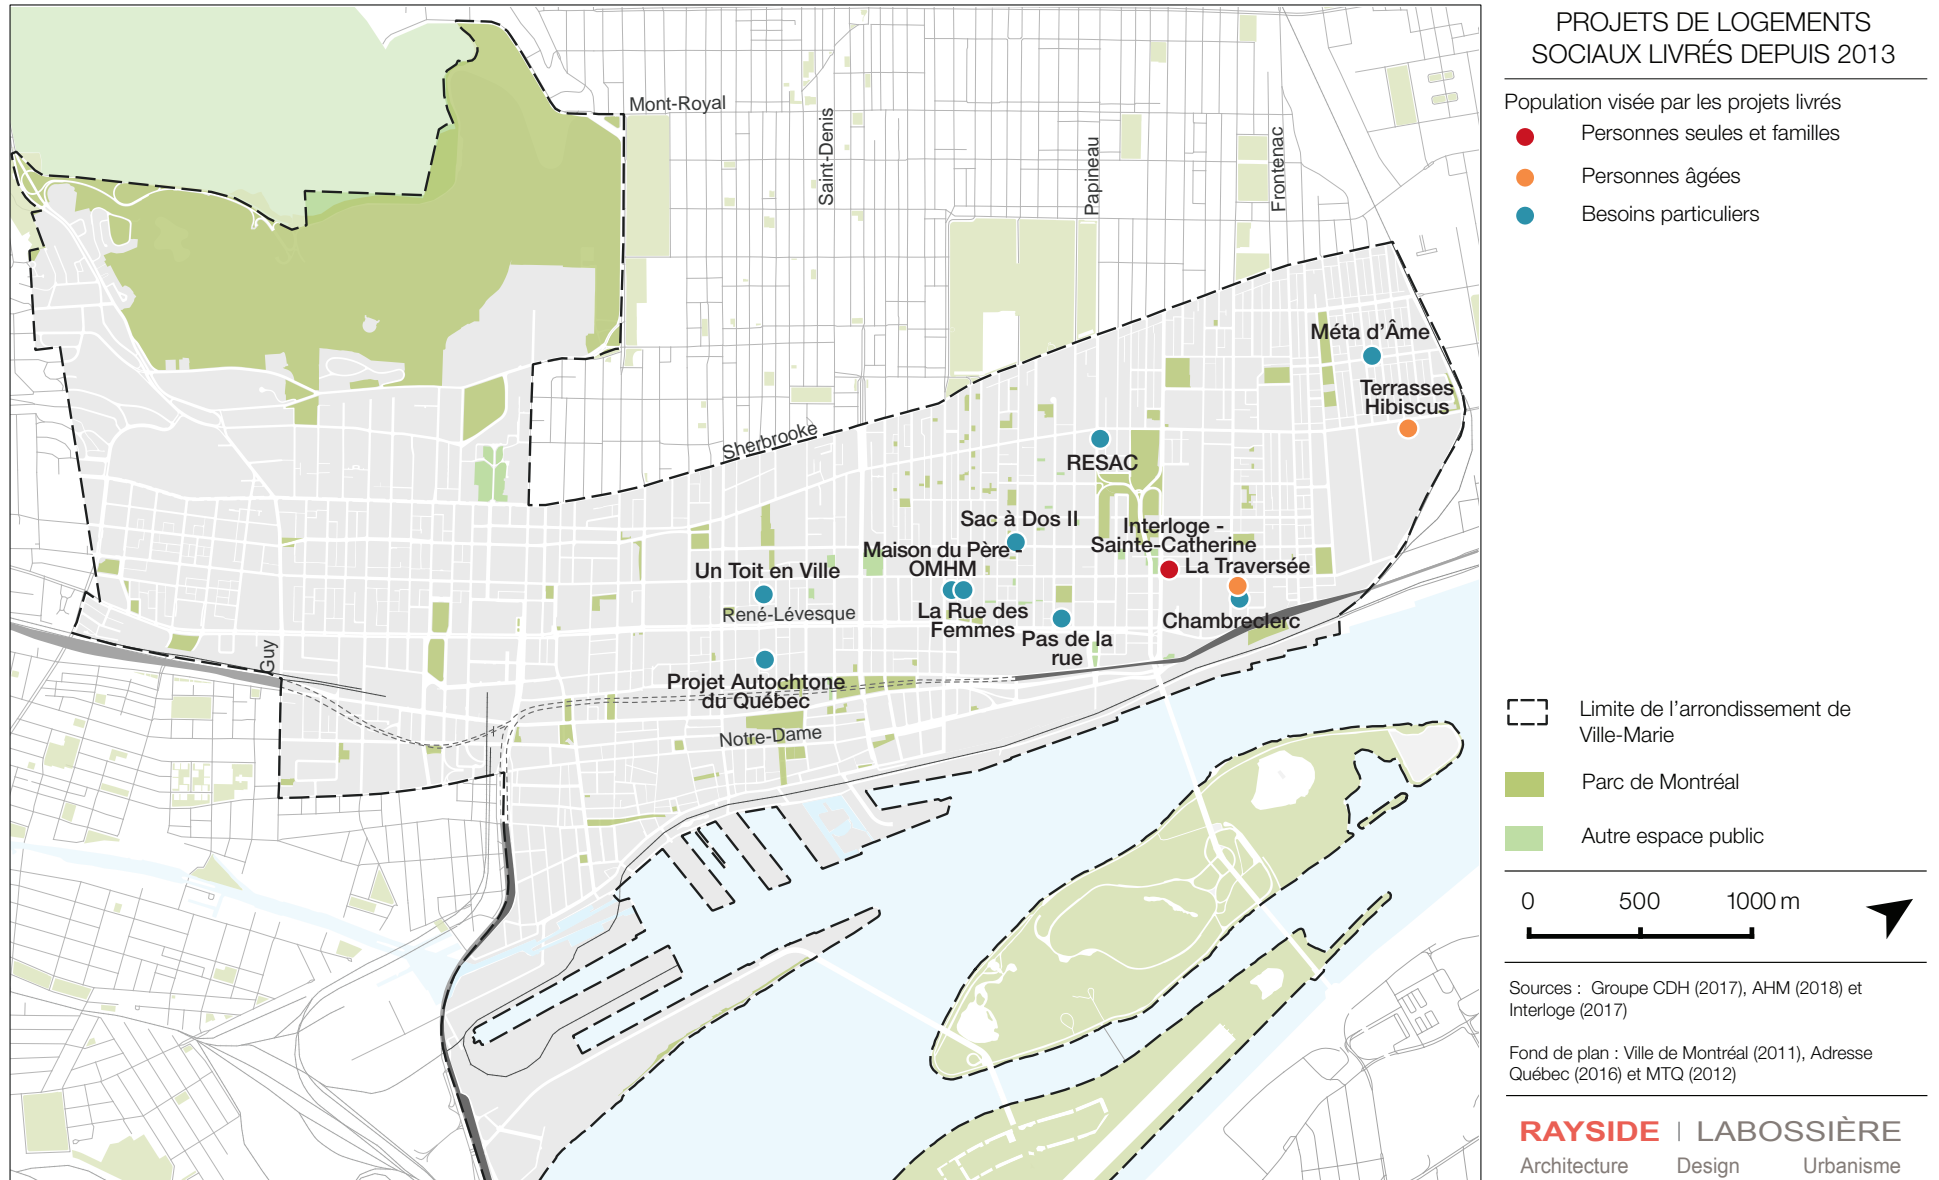 PROJETS DE LOGEMENTS
SOCIAUX LIVRÉS DEPUIS 2013
Population visée par les projets livrés
Personnes seules et familles
Personnes âgées
Besoins particuliers
Mont-Royal
Saint-Denis
Papineau
Frontenac
Méta d'Âme
Terrasses
Hibiscus
Sherbrooke
RESAC
Sac à Dos II
Interloge -
Sainte-Catherine
Maison du Père -
OMHM
La Traversée
Un Toit en Ville
René-Lévesque
La Rue des
Femmes
Chambreclerc
Pas de la
rue
Guy
Projet Autochtone
du Québec
Notre-Dame
Limite de l'arrondissement de
Ville-Marie
Parc de Montréal
Autre espace public
0 500 1000 m
Sources : Groupe CDH (2017), AHM (2018) et
Interloge (2017)
Fond de plan : Ville de Montréal (2011), Adresse
Québec (2016) et MTQ (2012)
RAYSIDE | LABOSSIÈRE
Architecture Design Urbanisme